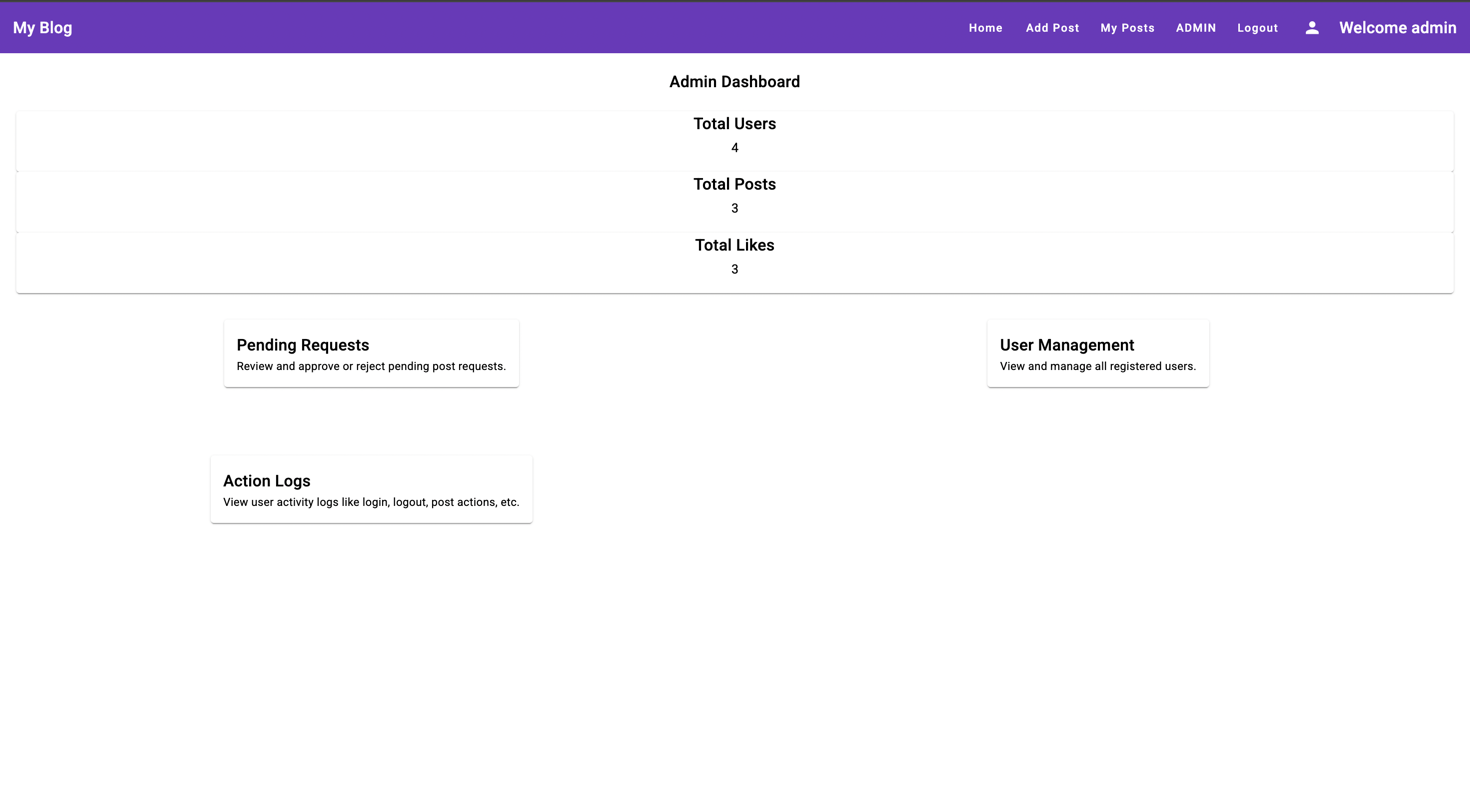 My Blog
Home Add Post My Posts ADMIN Logout Welcome admin
Admin Dashboard
Total Users
4
Total Posts
3
Total Likes
3
Pending Requests
Review and approve or reject pending post requests.
User Management
View and manage all registered users.
Action Logs
View user activity logs like login, logout, post actions, etc.